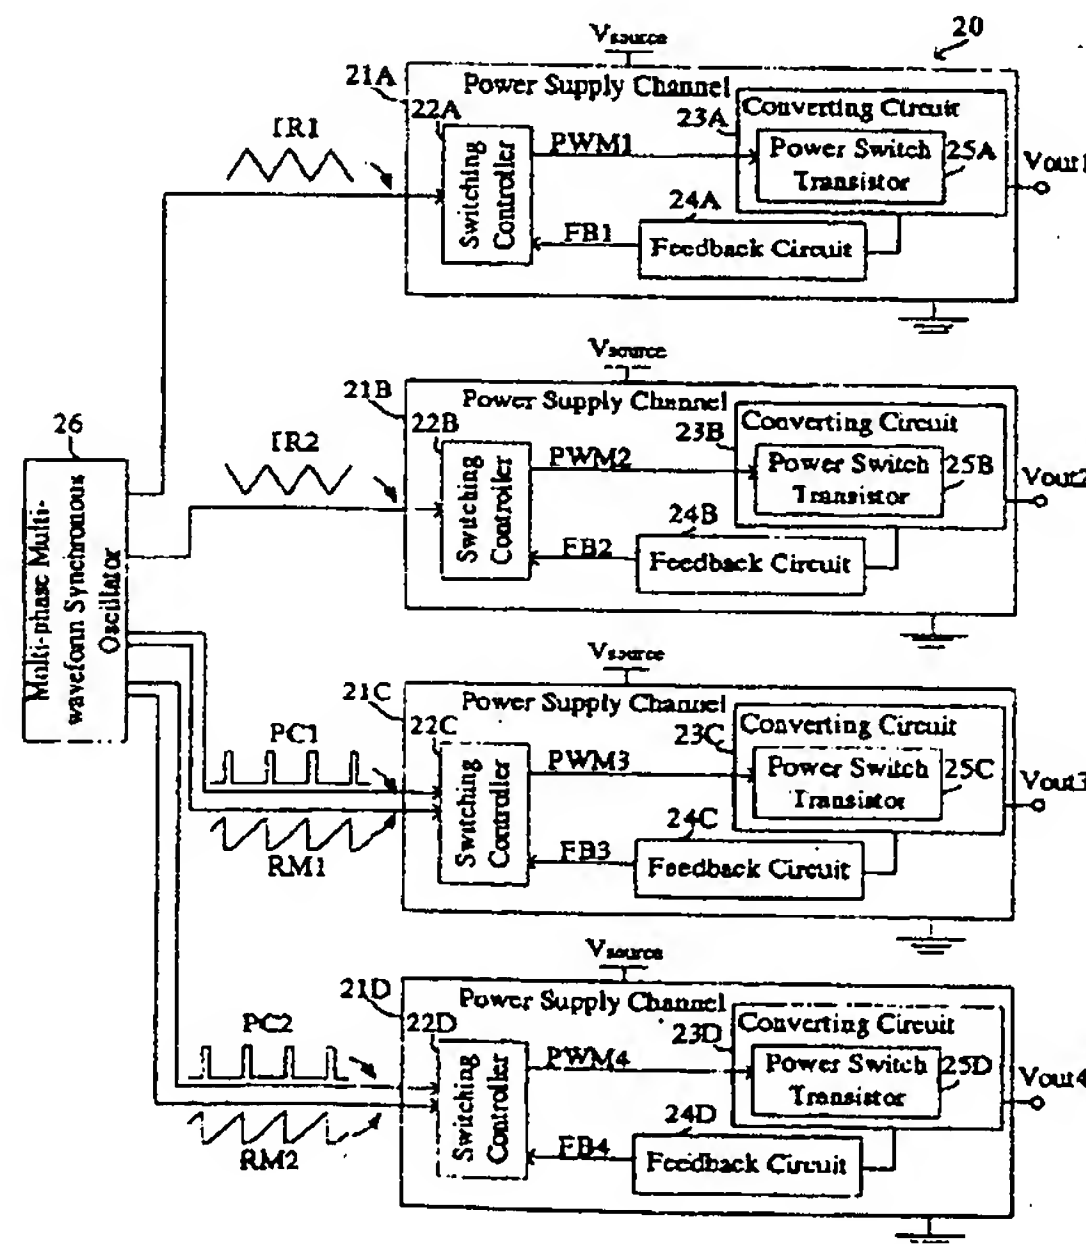 20
Vsource
21A
Power Supply Channel
22A
23A
Converting Circuit
TR1
Switching Controller
PWM1
Power Switch Transistor
25A
Vout1
24A
FB1
Feedback Circuit
Vsource
21B
Power Supply Channel
22B
23B
Converting Circuit
26
TR2
Switching Controller
PWM2
Power Switch Transistor
25B
Vout2
24B
FB2
Feedback Circuit
Multi-phase Multi-waveform Synchronous Oscillator
Vsource
21C
Power Supply Channel
22C
23C
Converting Circuit
PC1
Switching Controller
PWM3
Power Switch Transistor
25C
Vout3
24C
RM1
FB3
Feedback Circuit
Vsource
21D
Power Supply Channel
22D
23D
Converting Circuit
PC2
Switching Controller
PWM4
Power Switch Transistor
25D
Vout4
24D
RM2
FB4
Feedback Circuit